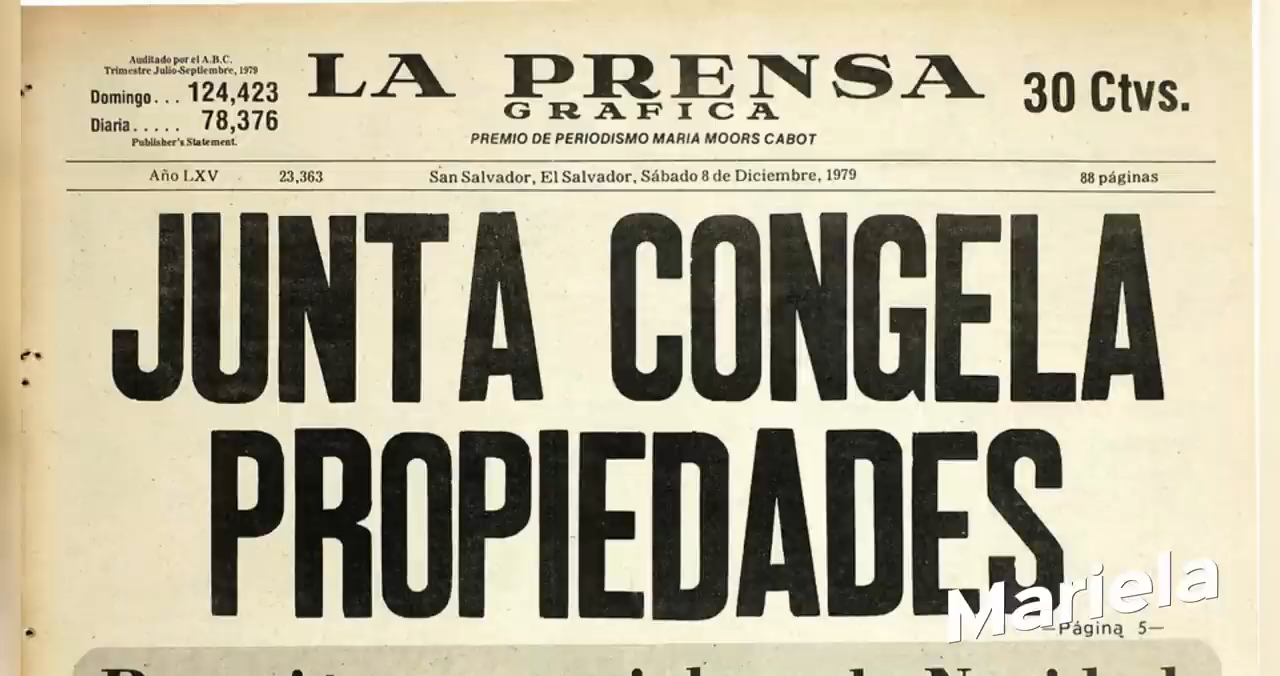 Auditado por el A.B.C.
Trimestre Julio-Septiembre, 1979
Domingo... 124,423
Diaria..... 78,376
Publisher's Statement.
LA PRENSA
GRAFICA
PREMIO DE PERIODISMO MARIA MOORS CABOT
30 Ctvs.
Año LXV 23,363 San Salvador, El Salvador, Sábado 8 de Diciembre, 1979 88 páginas
JUNTA CONGELA
PROPIEDADES
Mariela
—Página 5—